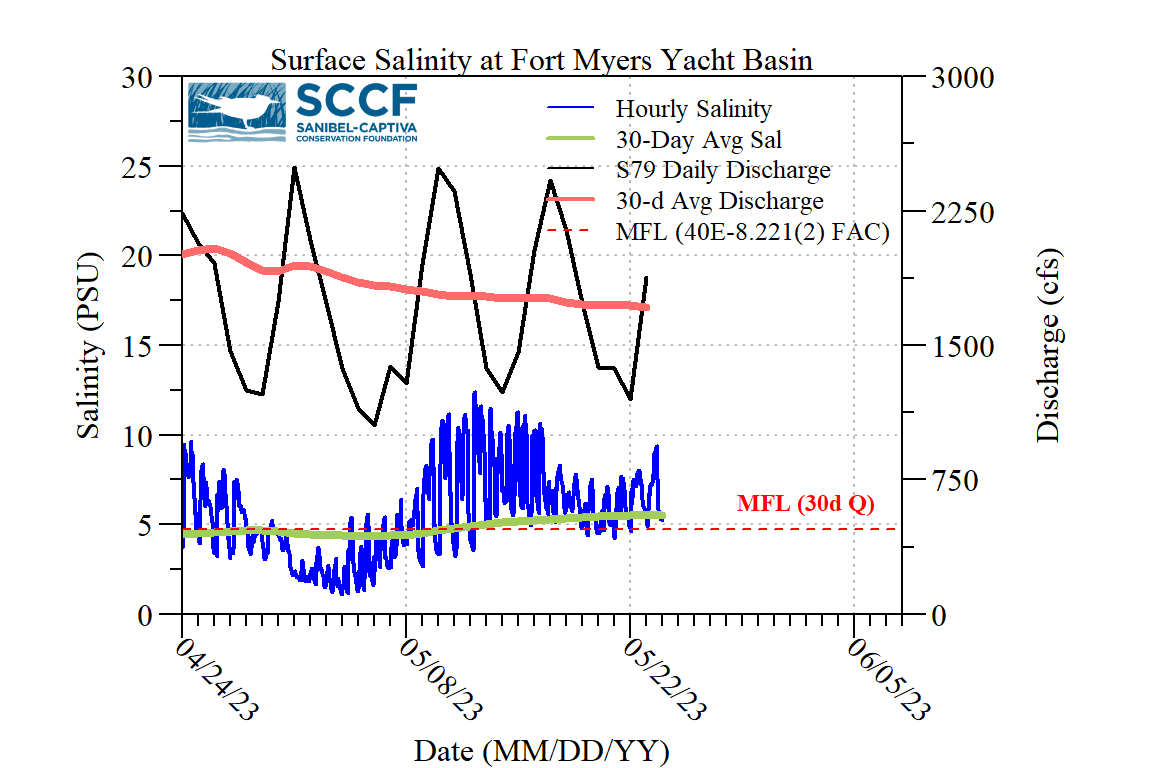 Surface Salinity at Fort Myers Yacht Basin
SCCF
SANIBEL-CAPTIVA
CONSERVATION FOUNDATION
Hourly Salinity
30-Day Avg Sal
S79 Daily Discharge
30-d Avg Discharge
MFL (40E-8.221(2) FAC)
30
25
20
15
10
5
0
Salinity (PSU)
3000
2250
1500
750
0
Discharge (cfs)
MFL (30d Q)
04/24/23
05/08/23
05/22/23
06/05/23
Date (MM/DD/YY)